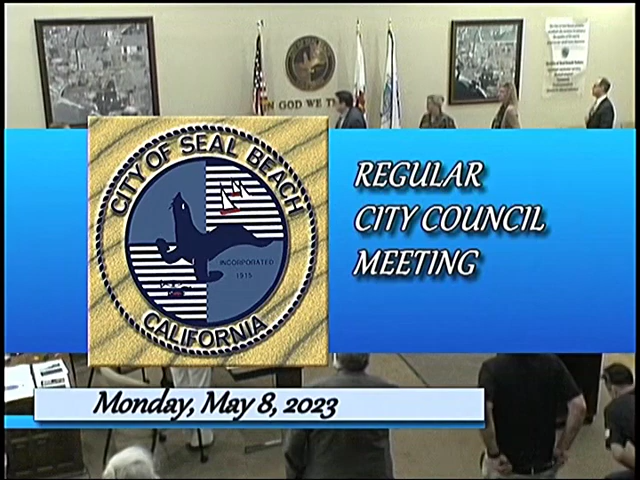 IN GOD WE T
CITY OF SEAL BEACH
INCORPORATED
1915
CALIFORNIA
REGULAR
CITY COUNCIL
MEETING
Monday, May 8, 2023